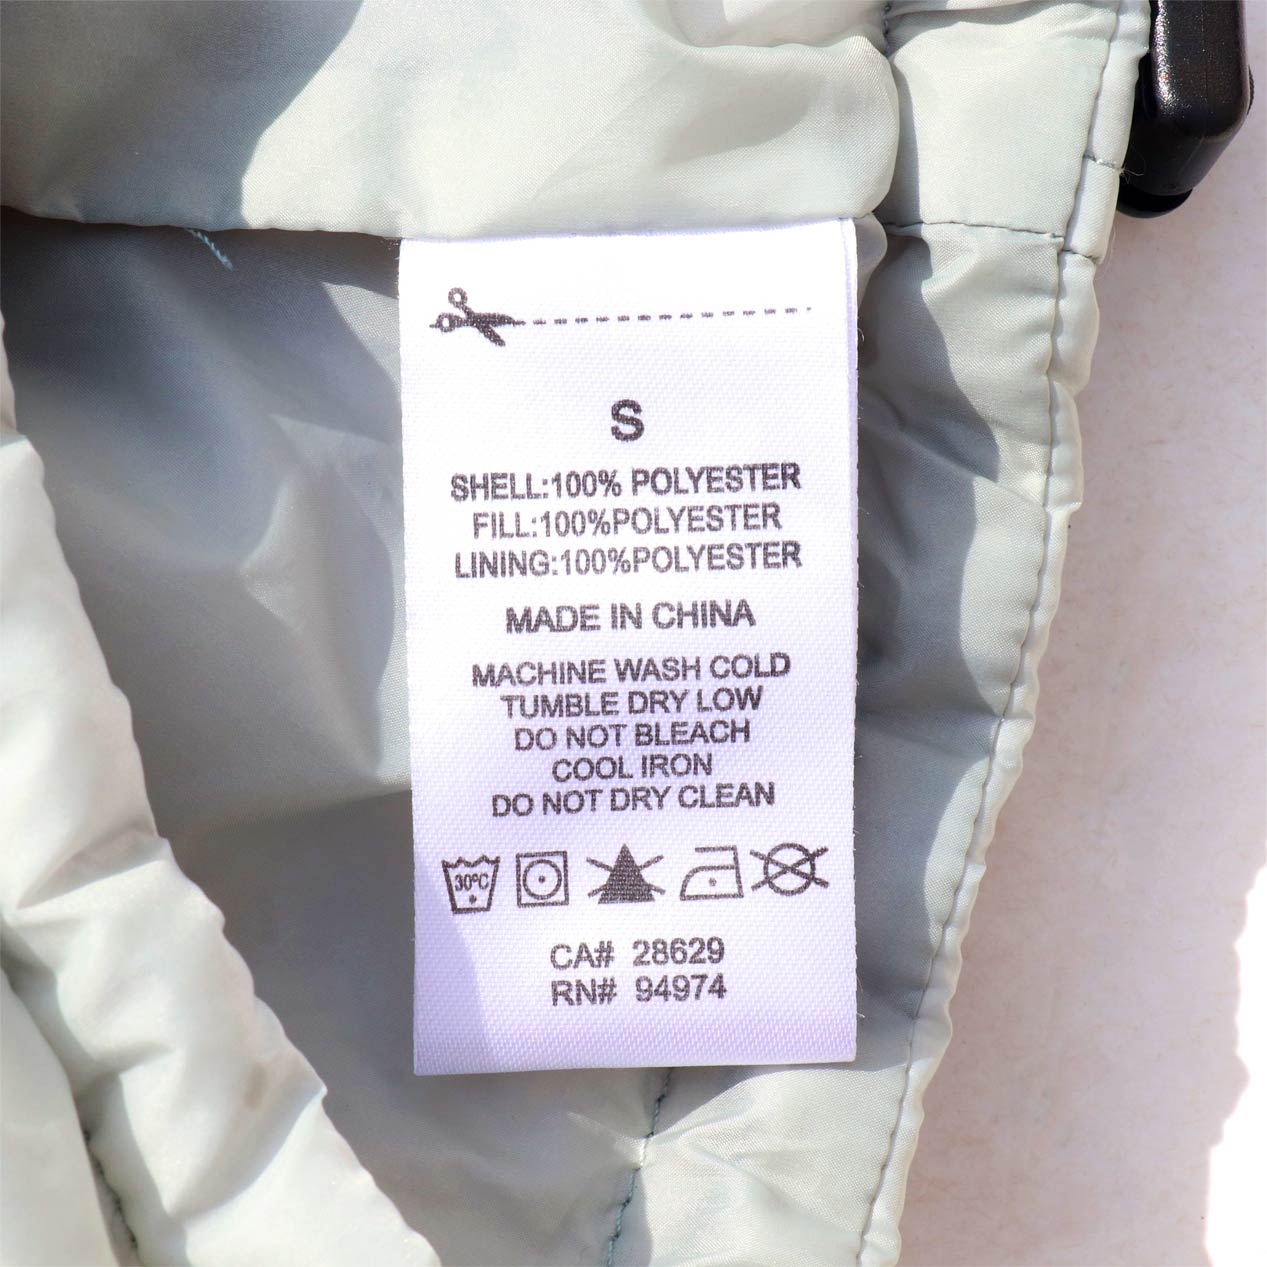 S
SHELL:100% POLYESTER
FILL:100%POLYESTER
LINING:100%POLYESTER
MADE IN CHINA
MACHINE WASH COLD
TUMBLE DRY LOW
DO NOT BLEACH
COOL IRON
DO NOT DRY CLEAN
30ºC
CA# 28629
RN# 94974